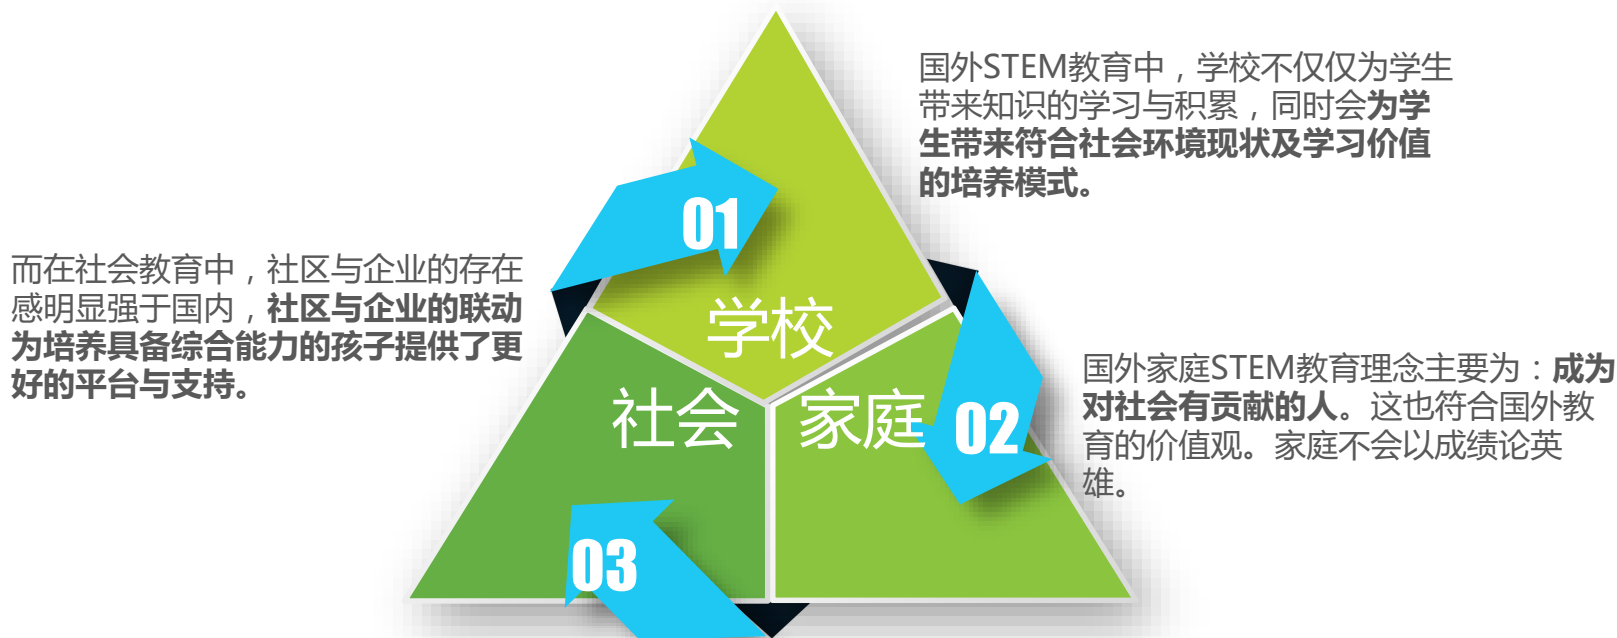 国外STEM教育中，学校不仅仅为学生
带来知识的学习与积累，同时会为学
生带来符合社会环境现状及学习价值
的培养模式。
01
学校
而在社会教育中，社区与企业的存在
感明显强于国内，社区与企业的联动
为培养具备综合能力的孩子提供了更
好的平台与支持。
国外家庭STEM教育理念主要为：成为
对社会有贡献的人。这也符合国外教
育的价值观。家庭不会以成绩论英
雄。
社会
家庭
02
03